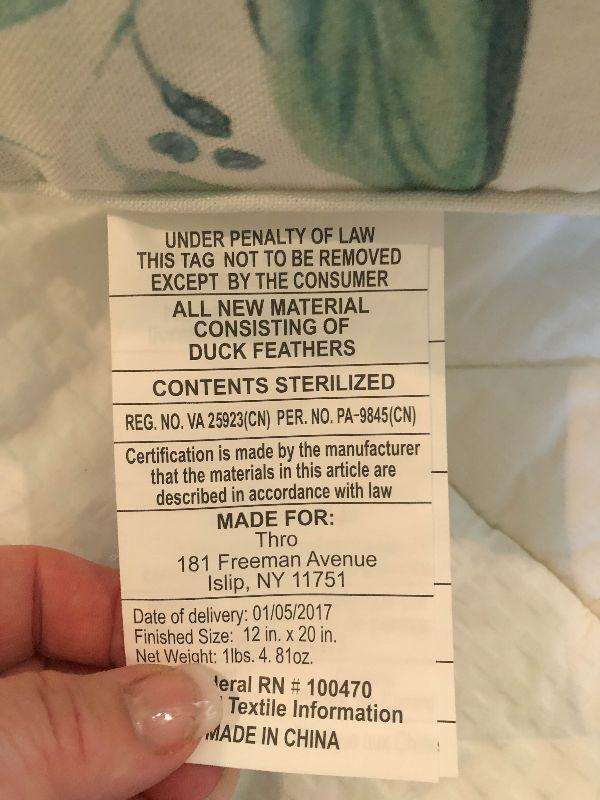 UNDER PENALTY OF LAW
THIS TAG NOT TO BE REMOVED
EXCEPT BY THE CONSUMER
ALL NEW MATERIAL
CONSISTING OF
DUCK FEATHERS
CONTENTS STERILIZED
REG. NO. VA 25923(CN) PER. NO. PA-9845(CN)
Certification is made by the manufacturer
that the materials in this article are
described in accordance with law
MADE FOR:
Thro
181 Freeman Avenue
Islip, NY 11751
Date of delivery: 01/05/2017
Finished Size: 12 in. x 20 in.
Net Weight: 1lbs. 4. 81oz.
RN # 100470
Textile Information
MADE IN CHINA